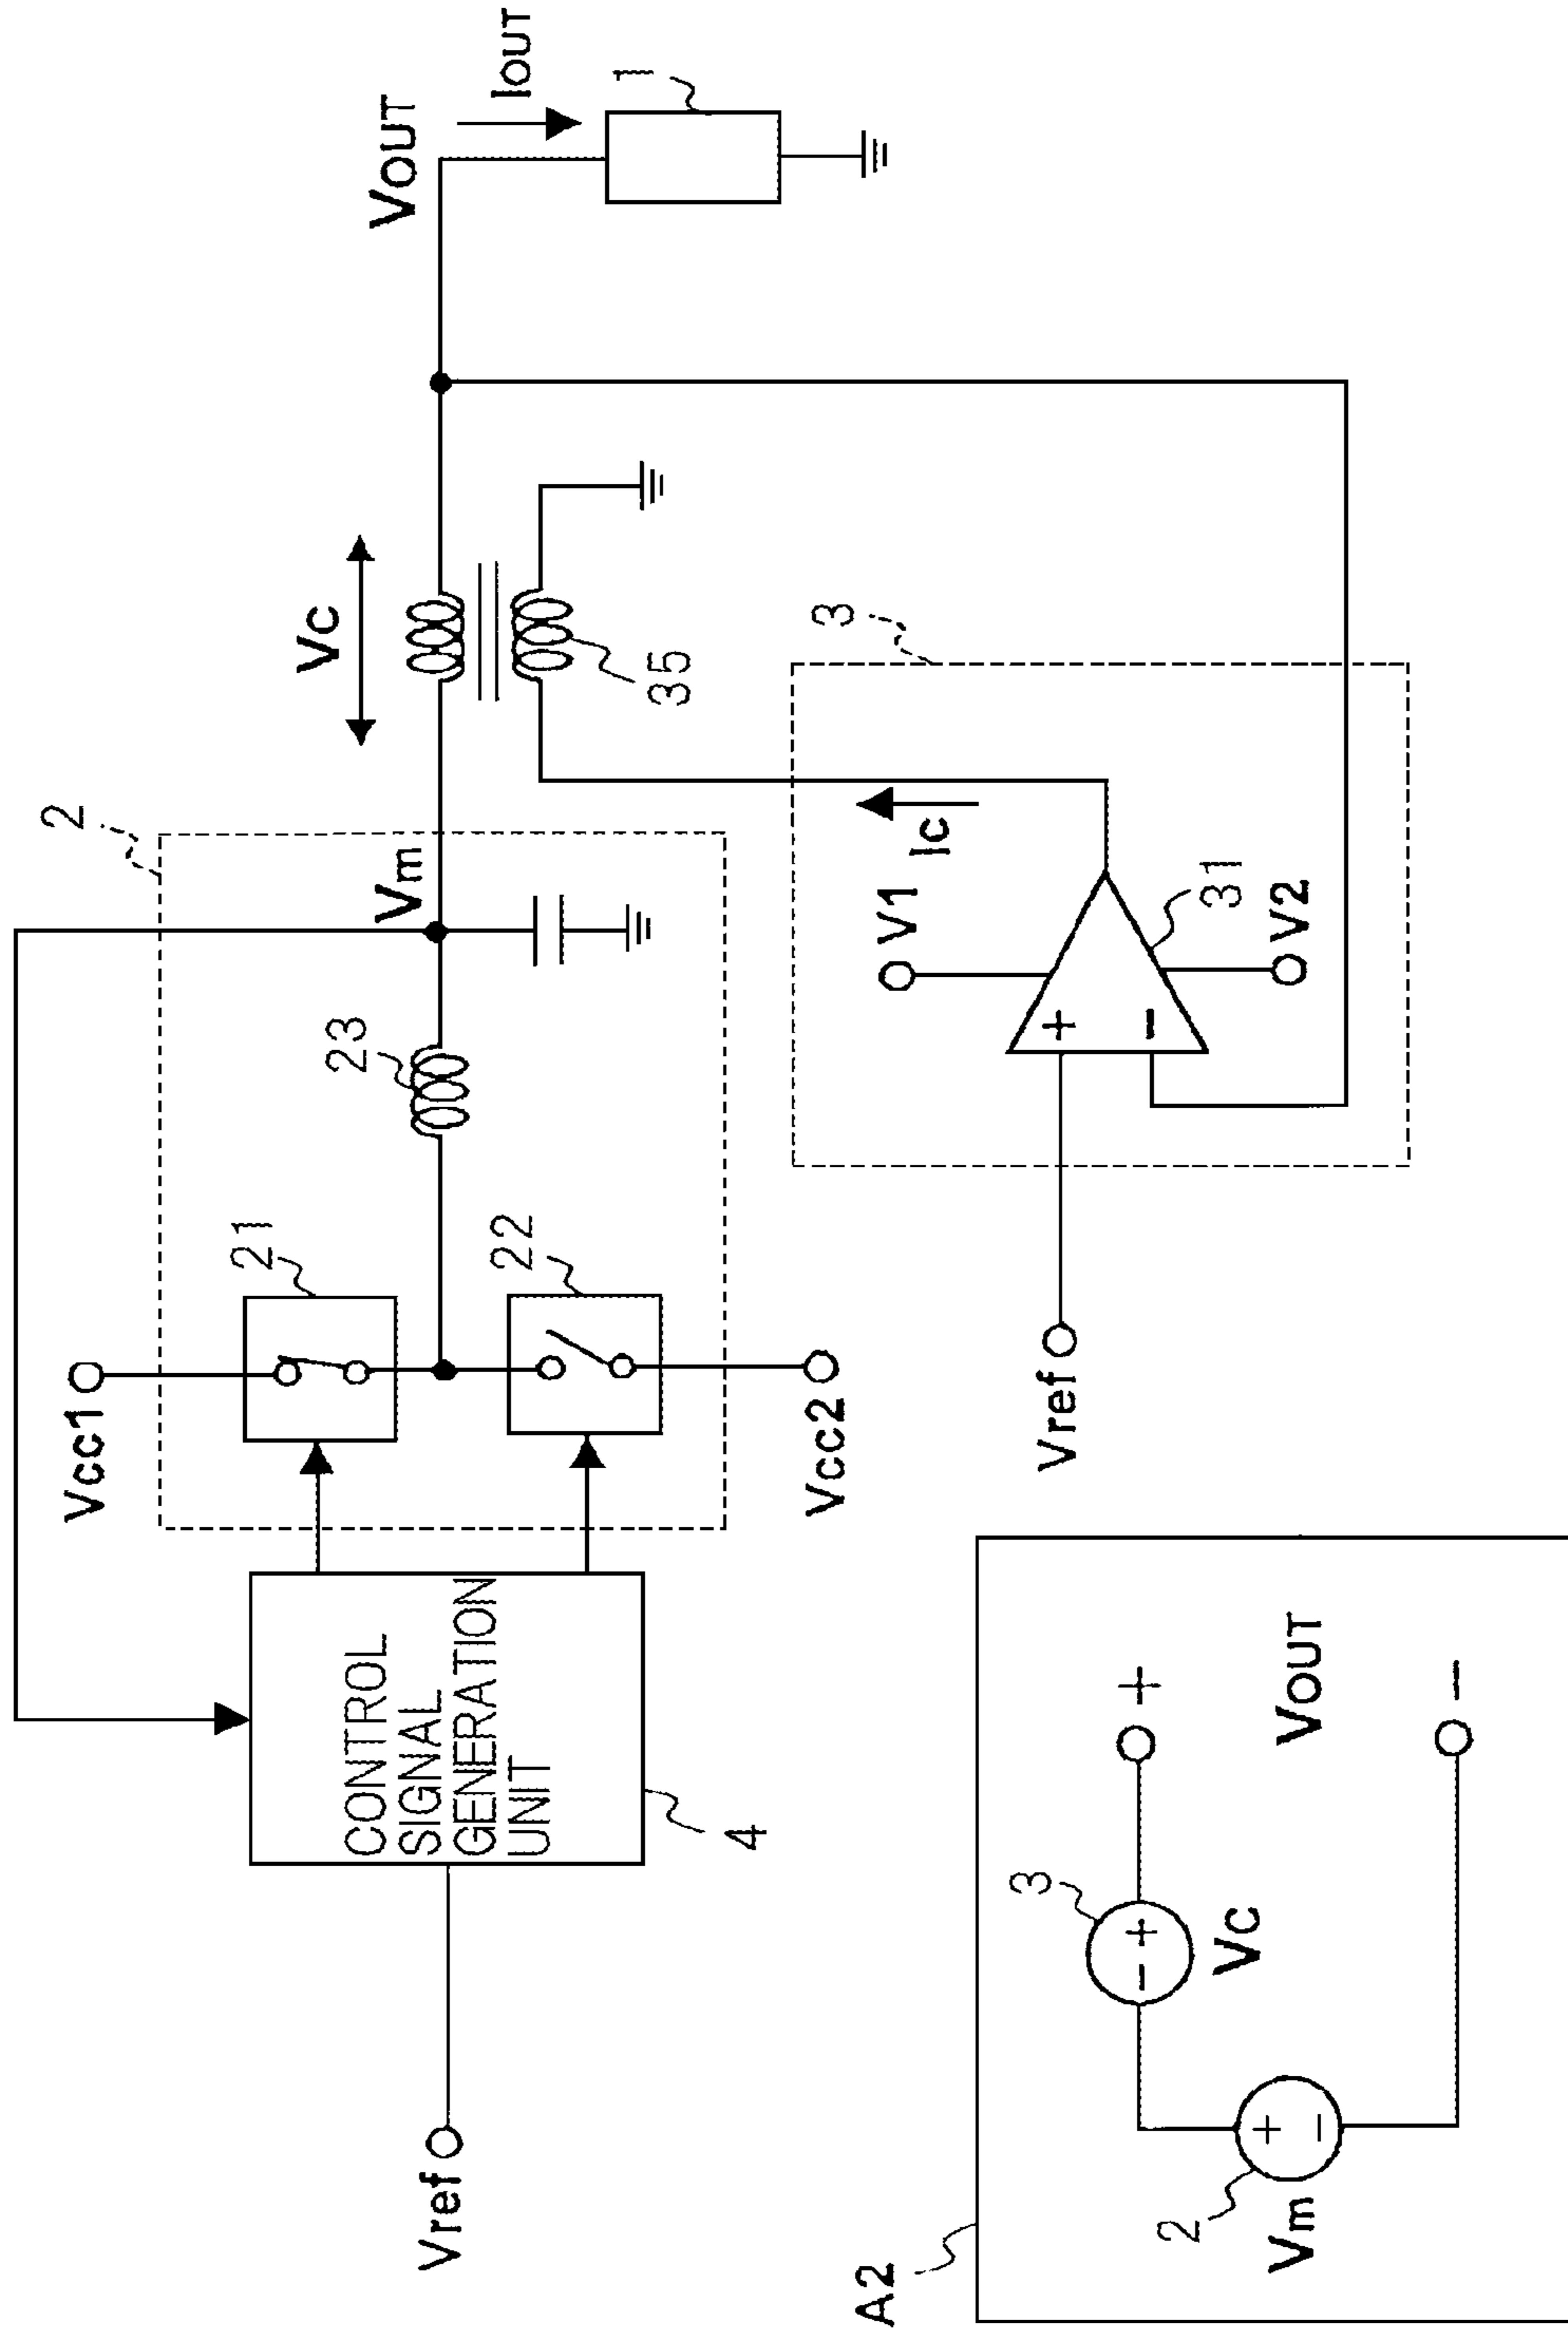 Vcc1
21
2
Vc
VOUT
IOUT
1
Vref
CONTROL
SIGNAL
GENERATION
UNIT
4
22
23
Vm
35
Vcc2
3
V1
Ic
Vref
+
−
31
V2
A2
3
− +
Vc
+
VOUT
−
2
+
−
Vm